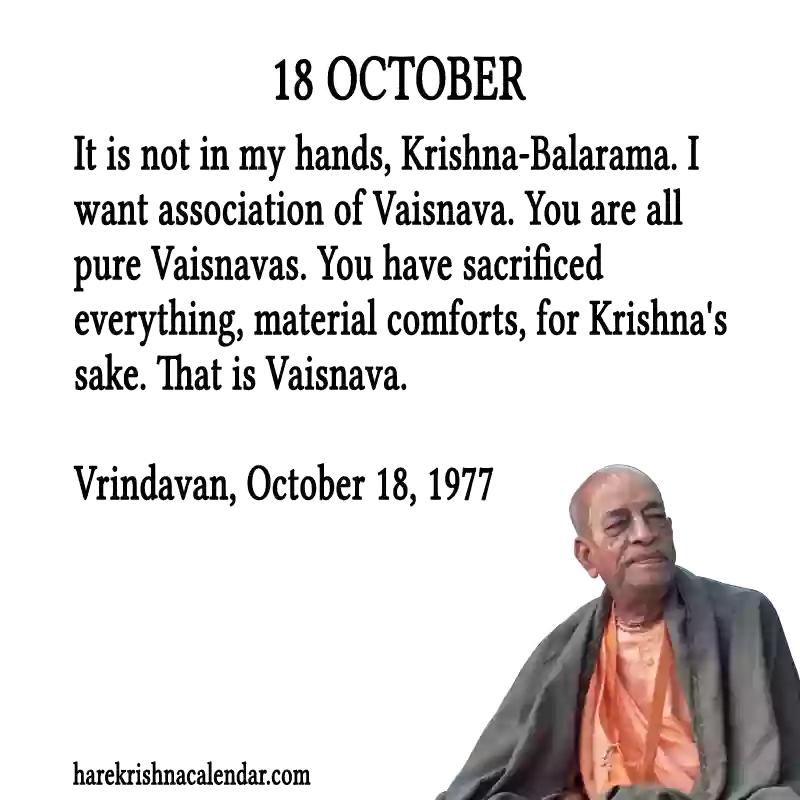 18 OCTOBER
It is not in my hands, Krishna-Balarama. I
want association of Vaisnava. You are all
pure Vaisnavas. You have sacrificed
everything, material comforts, for Krishna's
sake. That is Vaisnava.
Vrindavan, October 18, 1977
harekrishnacalendar.com